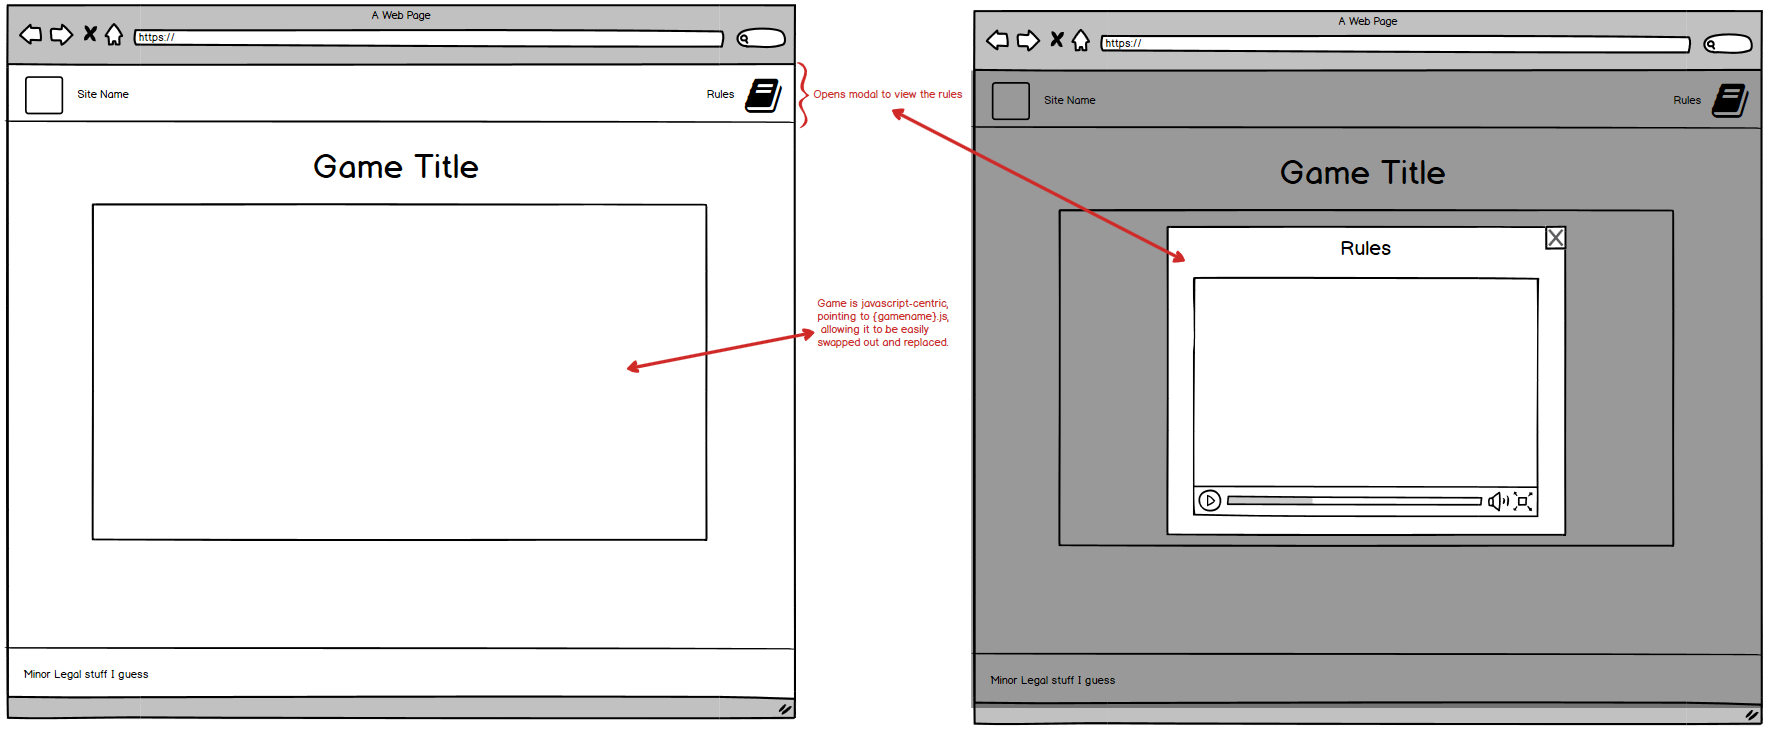 A Web Page
https://
Site Name
Rules
Game Title
Minor Legal stuff I guess
Opens modal to view the rules
Game is javascript-centric,
pointing to {gamename}.js,
allowing it to be easily
swapped out and replaced.
A Web Page
https://
Site Name
Rules
Game Title
Rules
Minor Legal stuff I guess